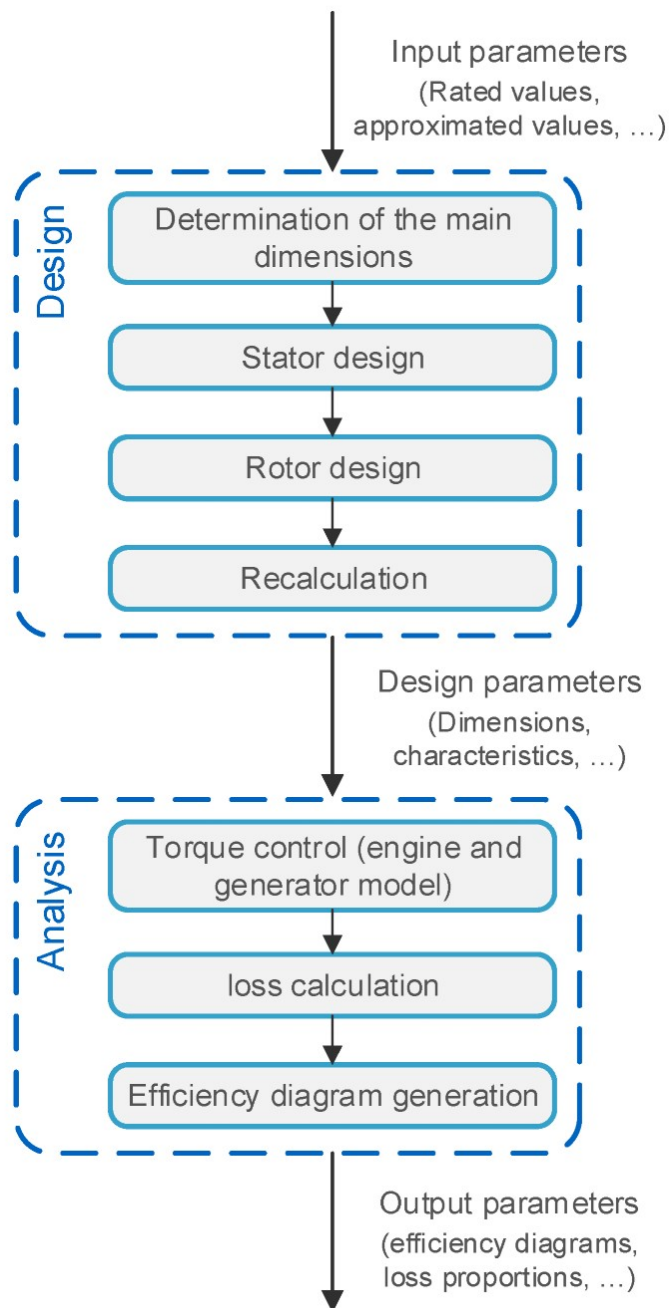 Input parameters
(Rated values,
approximated values, ...)
Design
Determination of the main
dimensions
Stator design
Rotor design
Recalculation
Design parameters
(Dimensions,
characteristics, ...)
Analysis
Torque control (engine and
generator model)
loss calculation
Efficiency diagram generation
Output parameters
(efficiency diagrams,
loss proportions, ...)